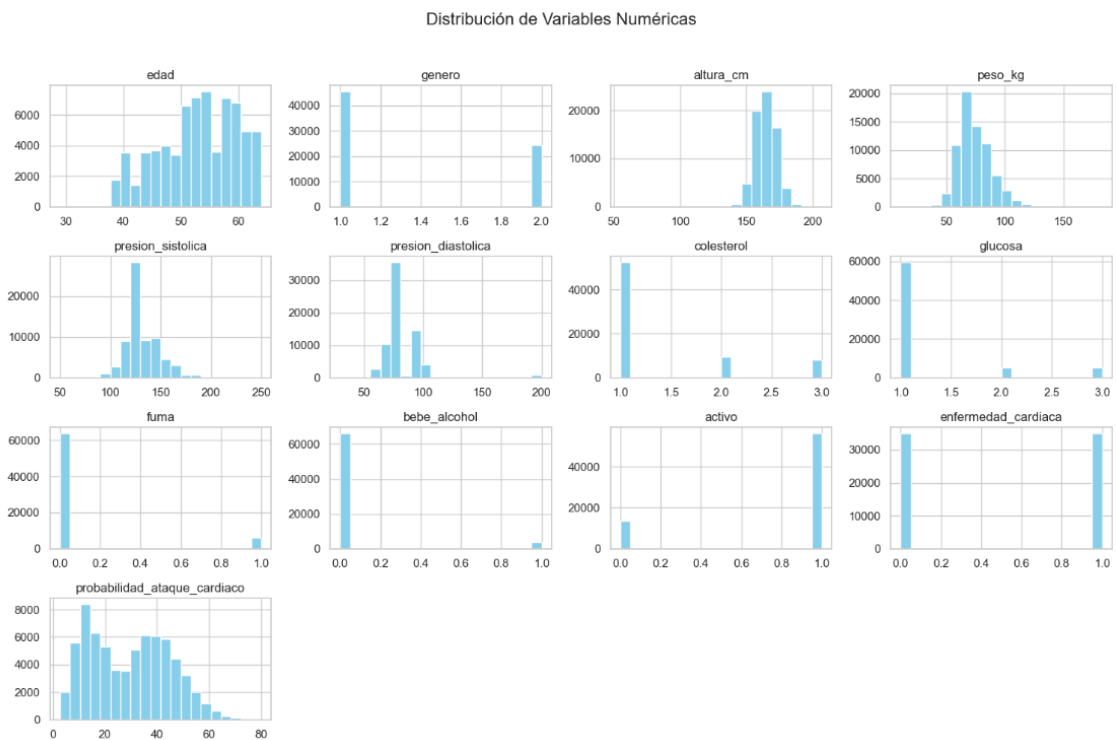 Distribución de Variables Numéricas
edad
genero
altura_cm
peso_kg
6000
4000
2000
0
30 40 50 60
40000
30000
20000
10000
0
1.0 1.2 1.4 1.6 1.8 2.0
20000
10000
0
50 100 150 200
20000
15000
10000
5000
0
50 100 150
presion_sistolica
presion_diastolica
colesterol
glucosa
20000
10000
0
50 100 150 200 250
30000
20000
10000
0
50 100 150 200
40000
20000
0
1.0 1.5 2.0 2.5 3.0
60000
40000
20000
0
1.0 1.5 2.0 2.5 3.0
fuma
bebe_alcohol
activo
enfermedad_cardiaca
60000
40000
20000
0
0.0 0.2 0.4 0.6 0.8 1.0
60000
40000
20000
0
0.0 0.2 0.4 0.6 0.8 1.0
40000
20000
0
0.0 0.2 0.4 0.6 0.8 1.0
30000
20000
10000
0
0.0 0.2 0.4 0.6 0.8 1.0
probabilidad_ataque_cardiaco
8000
6000
4000
2000
0
0 20 40 60 80